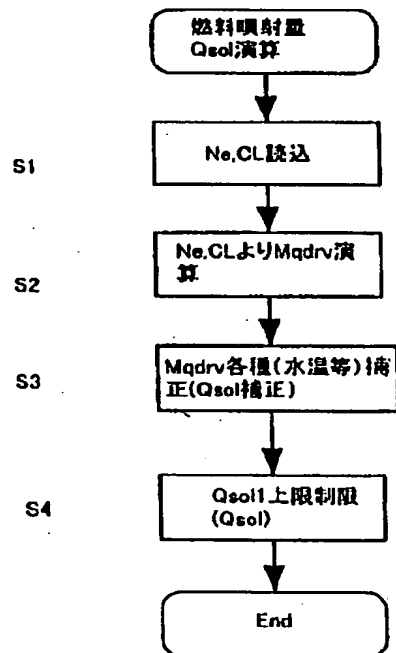 燃料噴射量
Qsol演算
S1
Ne,CL読込
S2
Ne,CLよりMqdrv演
算
S3
Mqdrv各種(水温等)補
正(Qsol補正)
S4
Qsol1上限制限
(Qsol)
End